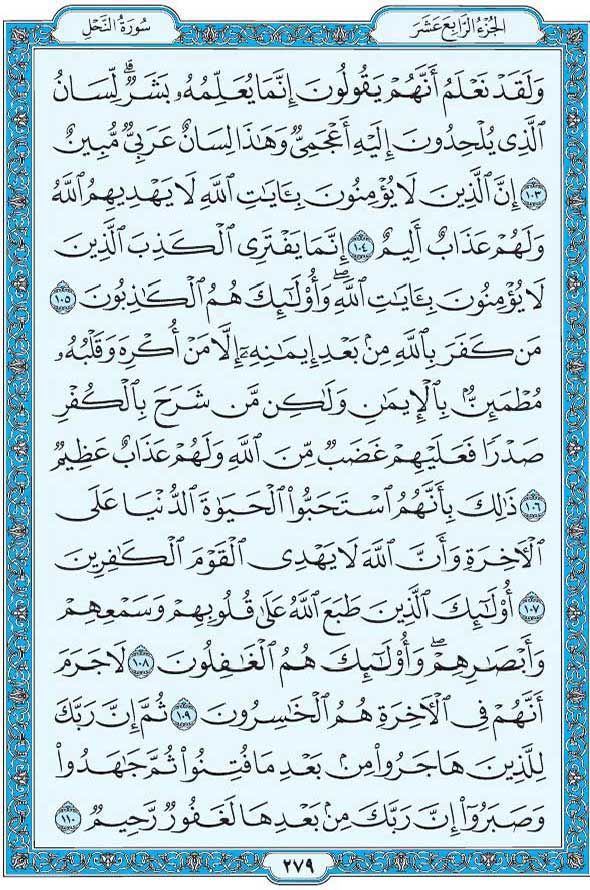 الجُزْءُ الرَّابِعَ عَشَرَ
سُورَةُ النَّحْلِ
وَلَقَدْ نَعْلَمُ أَنَّهُمْ يَقُولُونَ إِنَّمَا يُعَلِّمُهُۥ بَشَرٌۗ لِّسَانُ
ٱلَّذِى يُلْحِدُونَ إِلَيْهِ أَعْجَمِىٌّ وَهَٰذَا لِسَانٌ عَرَبِىٌّ مُّبِينٌ
١٠٣ إِنَّ ٱلَّذِينَ لَا يُؤْمِنُونَ بِـَٔايَٰتِ ٱللَّهِ لَا يَهْدِيهِمُ ٱللَّهُ
وَلَهُمْ عَذَابٌ أَلِيمٌ ١٠٤ إِنَّمَا يَفْتَرِى ٱلْكَذِبَ ٱلَّذِينَ
لَا يُؤْمِنُونَ بِـَٔايَٰتِ ٱللَّهِۖ وَأُو۟لَٰٓئِكَ هُمُ ٱلْكَٰذِبُونَ ١٠٥
مَن كَفَرَ بِٱللَّهِ مِنۢ بَعْدِ إِيمَٰنِهِۦٓ إِلَّا مَنْ أُكْرِهَ وَقَلْبُهُۥ
مُطْمَئِنٌّۢ بِٱلْإِيمَٰنِ وَلَٰكِن مَّن شَرَحَ بِٱلْكُفْرِ
صَدْرًا فَعَلَيْهِمْ غَضَبٌ مِّنَ ٱللَّهِ وَلَهُمْ عَذَابٌ عَظِيمٌ
١٠٦ ذَٰلِكَ بِأَنَّهُمُ ٱسْتَحَبُّوا۟ ٱلْحَيَوٰةَ ٱلدُّنْيَا عَلَى
ٱلْءَاخِرَةِ وَأَنَّ ٱللَّهَ لَا يَهْدِى ٱلْقَوْمَ ٱلْكَٰفِرِينَ
١٠٧ أُو۟لَٰٓئِكَ ٱلَّذِينَ طَبَعَ ٱللَّهُ عَلَىٰ قُلُوبِهِمْ وَسَمْعِهِمْ
وَأَبْصَٰرِهِمْۖ وَأُو۟لَٰٓئِكَ هُمُ ٱلْغَٰفِلُونَ ١٠٨ لَا جَرَمَ
أَنَّهُمْ فِى ٱلْءَاخِرَةِ هُمُ ٱلْخَٰسِرُونَ ١٠٩ ثُمَّ إِنَّ رَبَّكَ
لِلَّذِينَ هَاجَرُوا۟ مِنۢ بَعْدِ مَا فُتِنُوا۟ ثُمَّ جَٰهَدُوا۟
وَصَبَرُوٓا۟ إِنَّ رَبَّكَ مِنۢ بَعْدِهَا لَغَفُورٌ رَّحِيمٌ ١١٠
٢٧٩